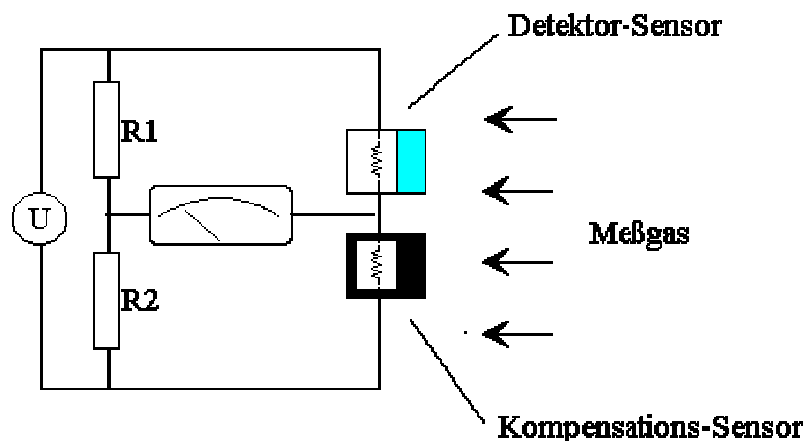 Detektor-Sensor
R1
U
Meßgas
R2
Kompensations-Sensor